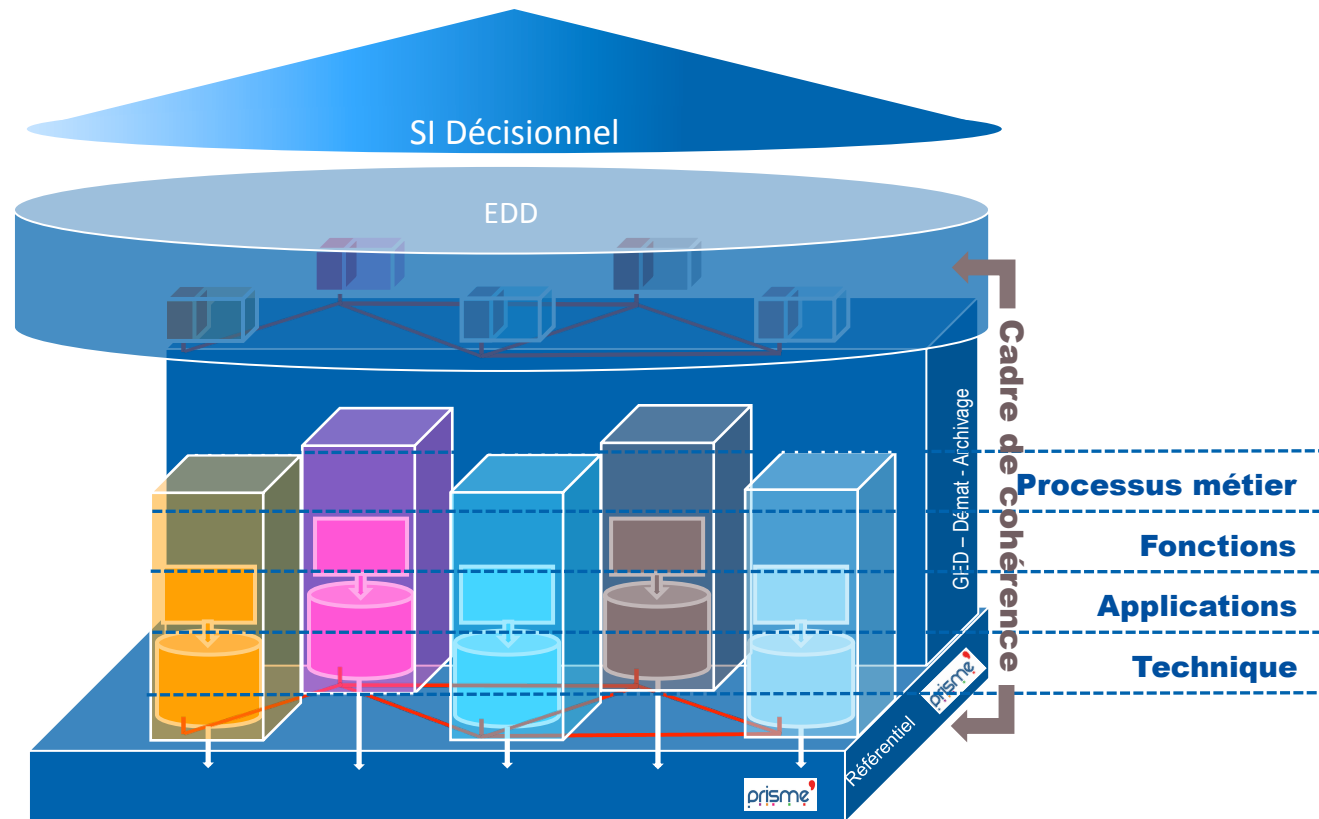 SI Décisionnel
EDD
Cadre de cohérence
GED – Démat - Archivage
Processus métier
Fonctions
Applications
Technique
prisme
Référentiel
prisme